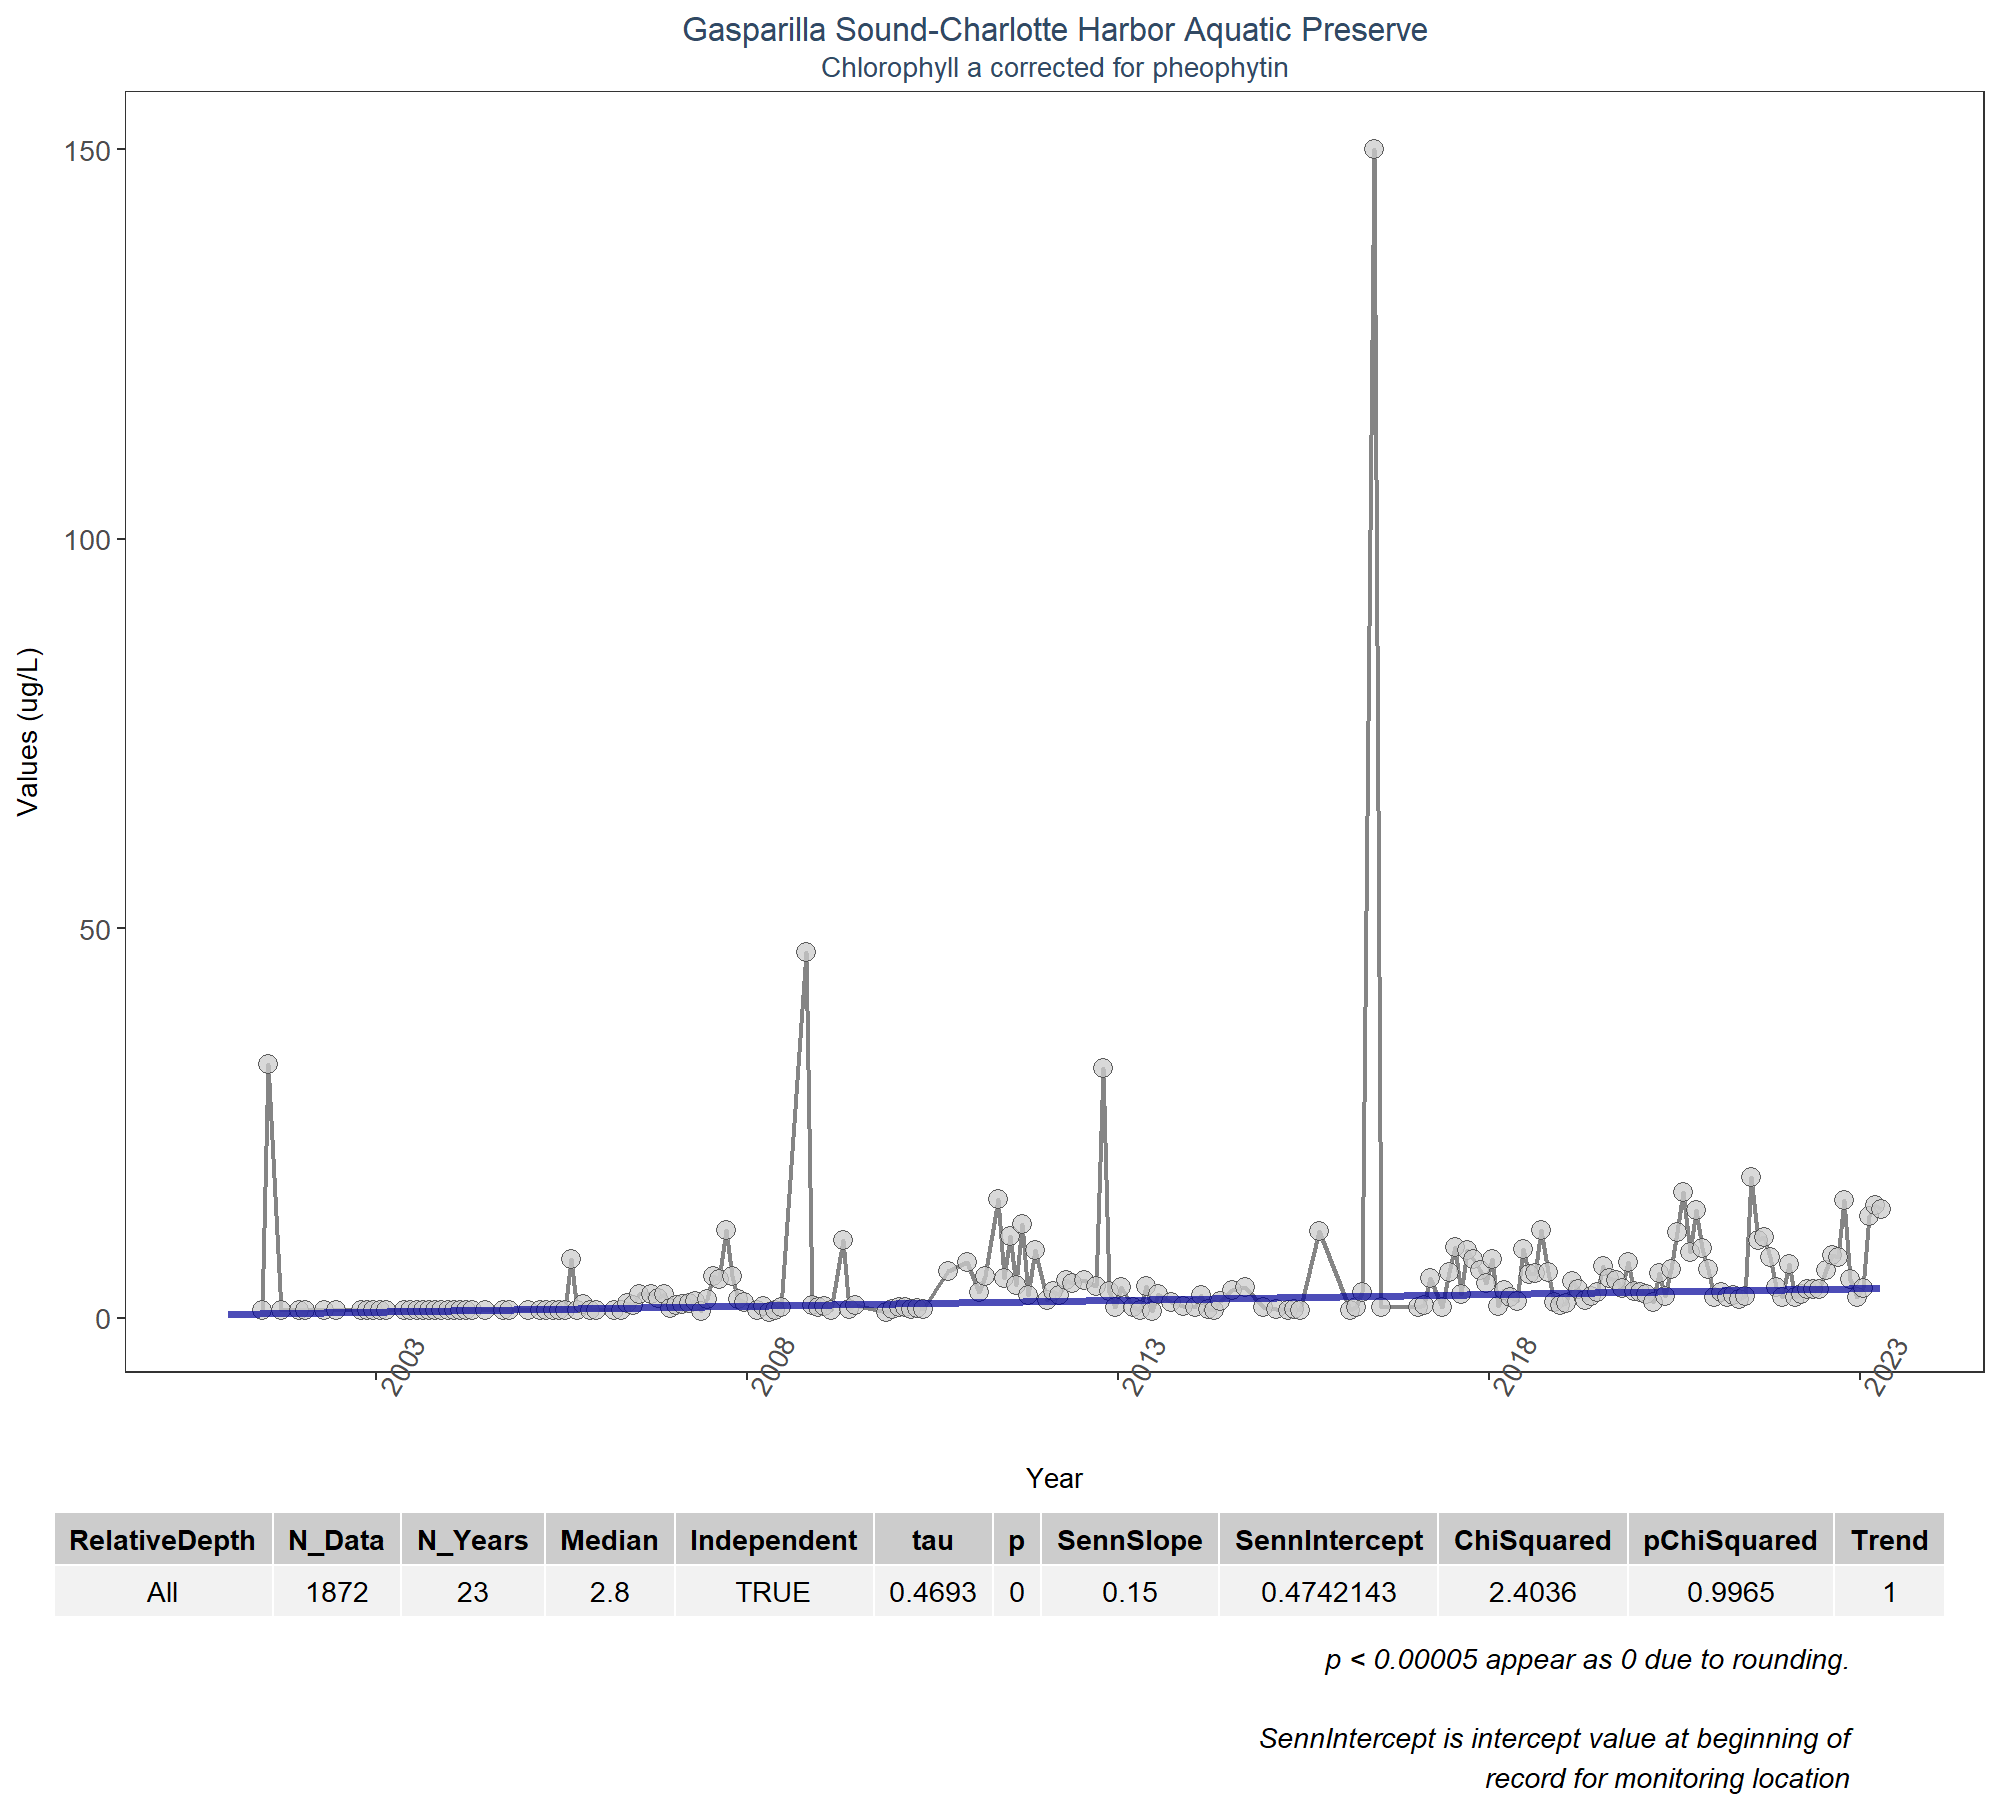 Gasparilla Sound-Charlotte Harbor Aquatic Preserve
Chlorophyll a corrected for pheophytin
Values (ug/L)
150
100
50
0
2003
2008
2013
2018
2023
Year
RelativeDepth N_Data N_Years Median Independent tau p SennSlope SennIntercept ChiSquared pChiSquared Trend
All 1872 23 2.8 TRUE 0.4693 0 0.15 0.4742143 2.4036 0.9965 1
p < 0.00005 appear as 0 due to rounding.
SennIntercept is intercept value at beginning of
record for monitoring location